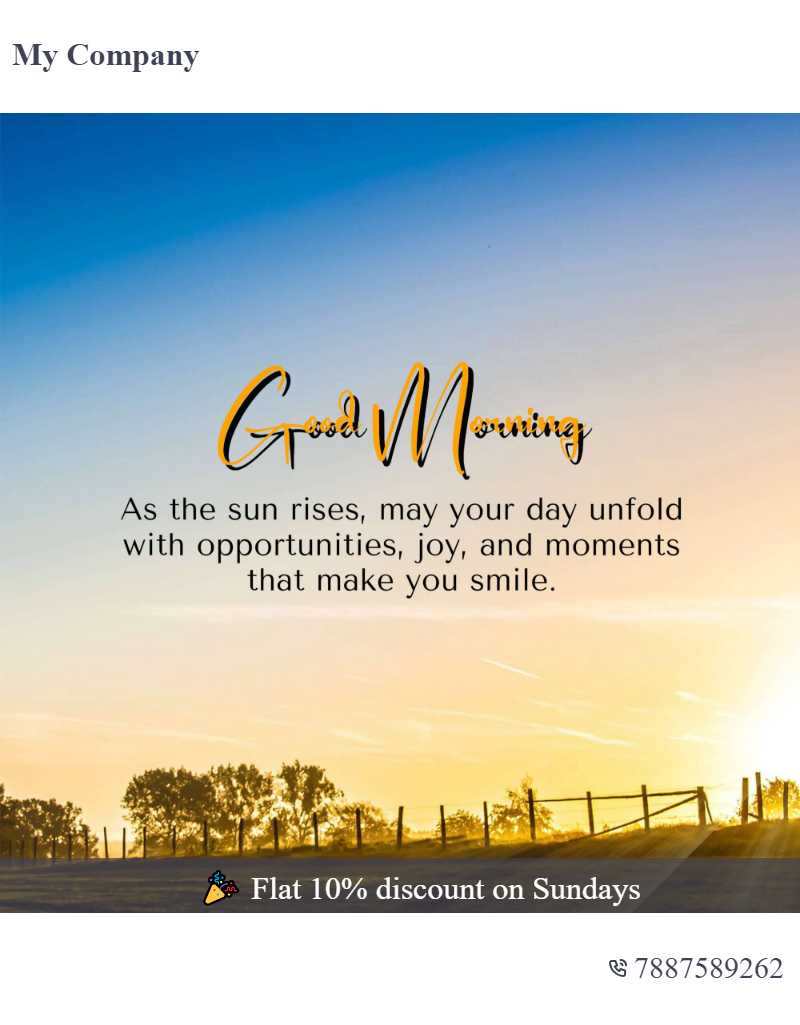 My Company
Good Morning
As the sun rises, may your day unfold
with opportunities, joy, and moments
that make you smile.
🎉 Flat 10% discount on Sundays
7887589262